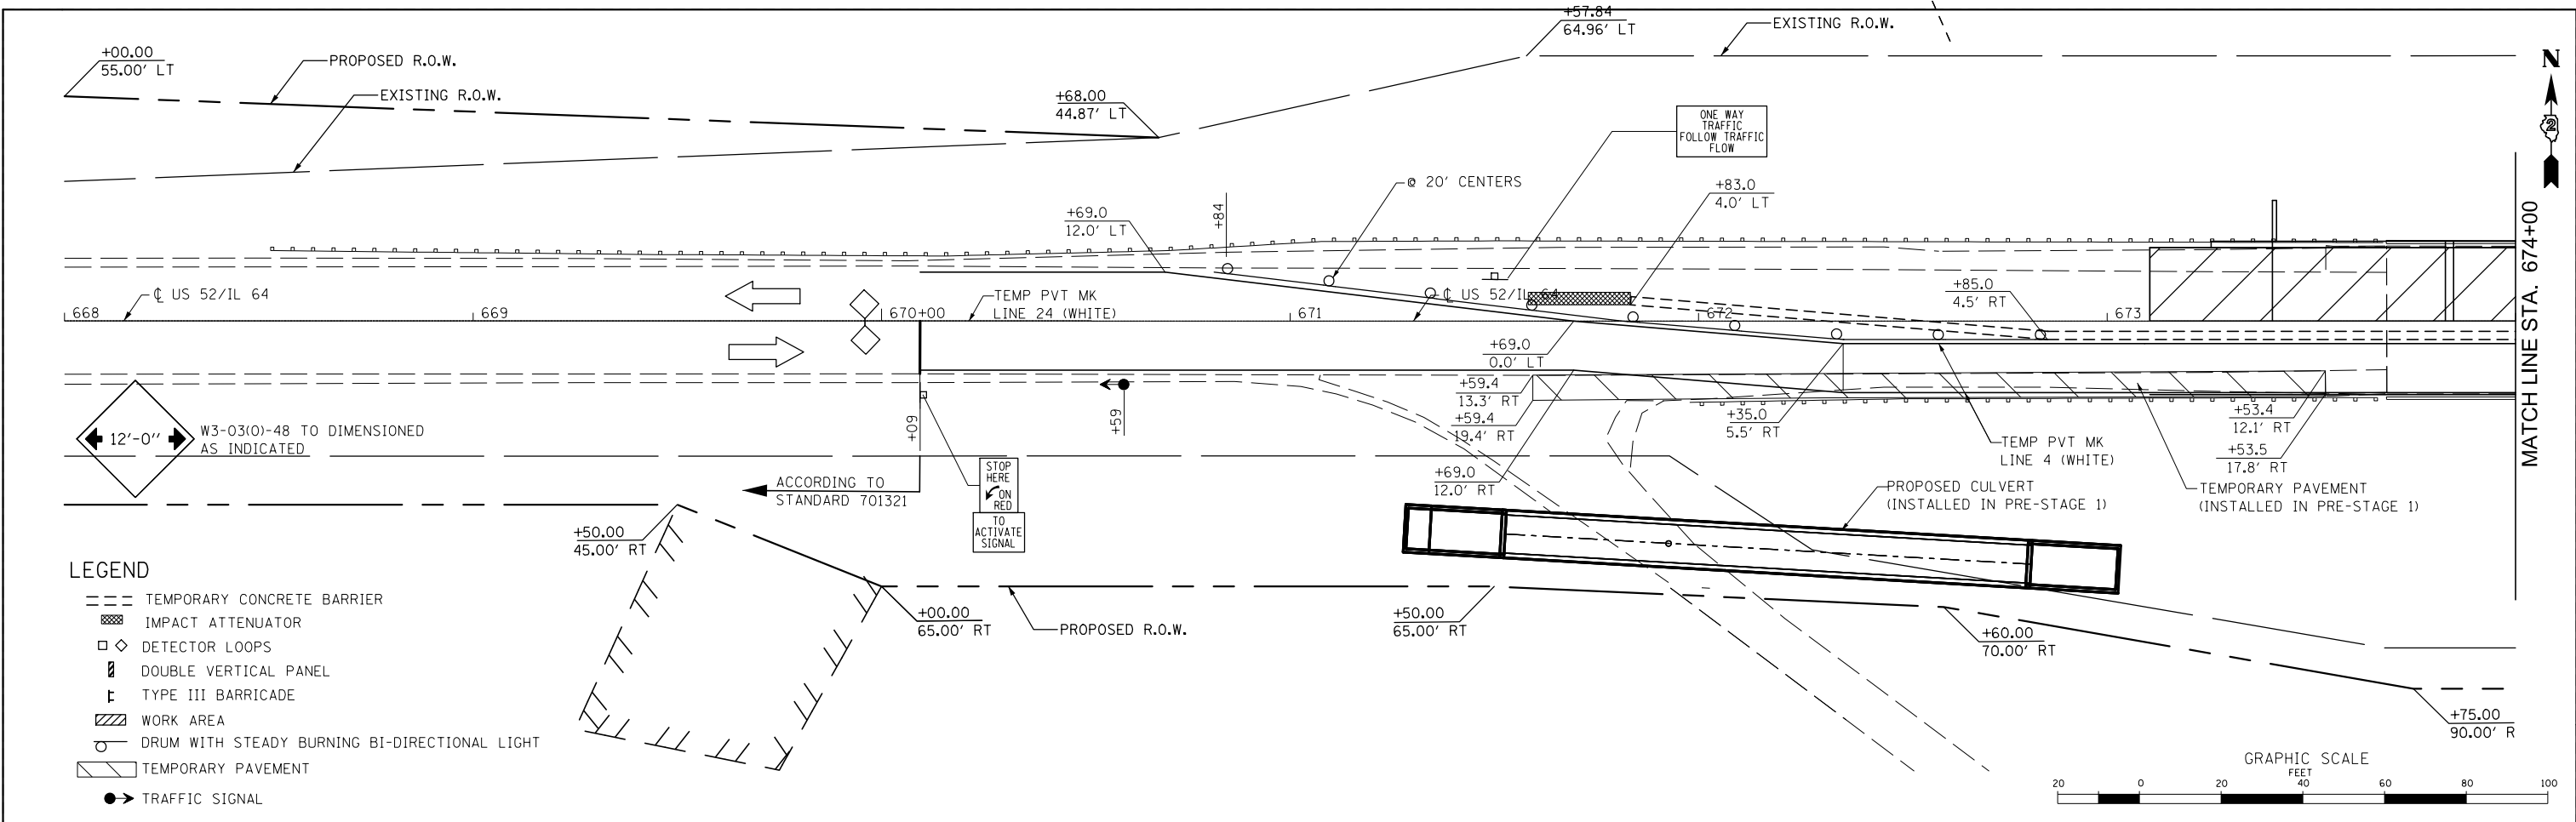 +57.84
64.96' LT
EXISTING R.O.W.
+00.00
55.00' LT
PROPOSED R.O.W.
EXISTING R.O.W.
+68.00
44.87' LT
ONE WAY
TRAFFIC
FOLLOW TRAFFIC
FLOW
N
2
@ 20' CENTERS
+83.0
4.0' LT
+69.0
12.0' LT
+84
MATCH LINE STA. 674+00
℄ US 52/IL 64
TEMP PVT MK
LINE 24 (WHITE)
℄ US 52/IL 64
+85.0
4.5' RT
668
669
670+00
671
672
673
+69.0
0.0' LT
+59.4
13.3' RT
+59.4
19.4' RT
+35.0
5.5' RT
+53.4
12.1' RT
+53.5
17.8' RT
+09
+59
12'-0''
W3-03(O)-48 TO DIMENSIONED
AS INDICATED
TEMP PVT MK
LINE 4 (WHITE)
+69.0
12.0' RT
ACCORDING TO
STANDARD 701321
STOP
HERE
ON
RED
TO
ACTIVATE
SIGNAL
PROPOSED CULVERT
(INSTALLED IN PRE-STAGE 1)
TEMPORARY PAVEMENT
(INSTALLED IN PRE-STAGE 1)
+50.00
45.00' RT
+00.00
65.00' RT
PROPOSED R.O.W.
+50.00
65.00' RT
+60.00
70.00' RT
+75.00
90.00' R
LEGEND
TEMPORARY CONCRETE BARRIER
IMPACT ATTENUATOR
DETECTOR LOOPS
DOUBLE VERTICAL PANEL
TYPE III BARRICADE
WORK AREA
DRUM WITH STEADY BURNING BI-DIRECTIONAL LIGHT
TEMPORARY PAVEMENT
TRAFFIC SIGNAL
GRAPHIC SCALE
FEET
20 0 20 40 60 80 100